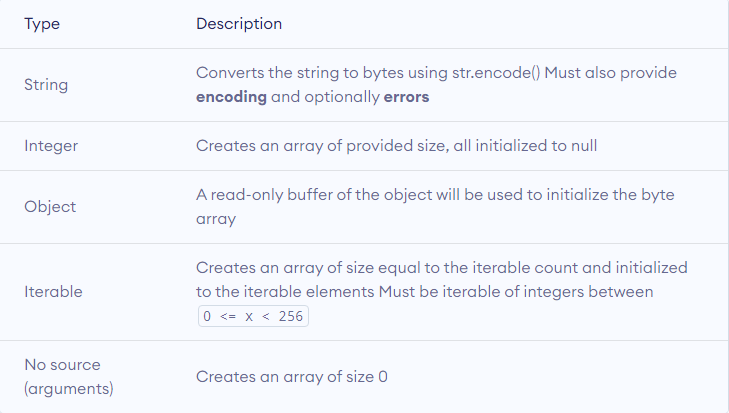 Type Description
String Converts the string to bytes using str.encode() Must also provide
encoding and optionally errors
Integer Creates an array of provided size, all initialized to null
Object A read-only buffer of the object will be used to initialize the byte
array
Iterable Creates an array of size equal to the iterable count and initialized
to the iterable elements Must be iterable of integers between
0 <= x < 256
No source
(arguments) Creates an array of size 0